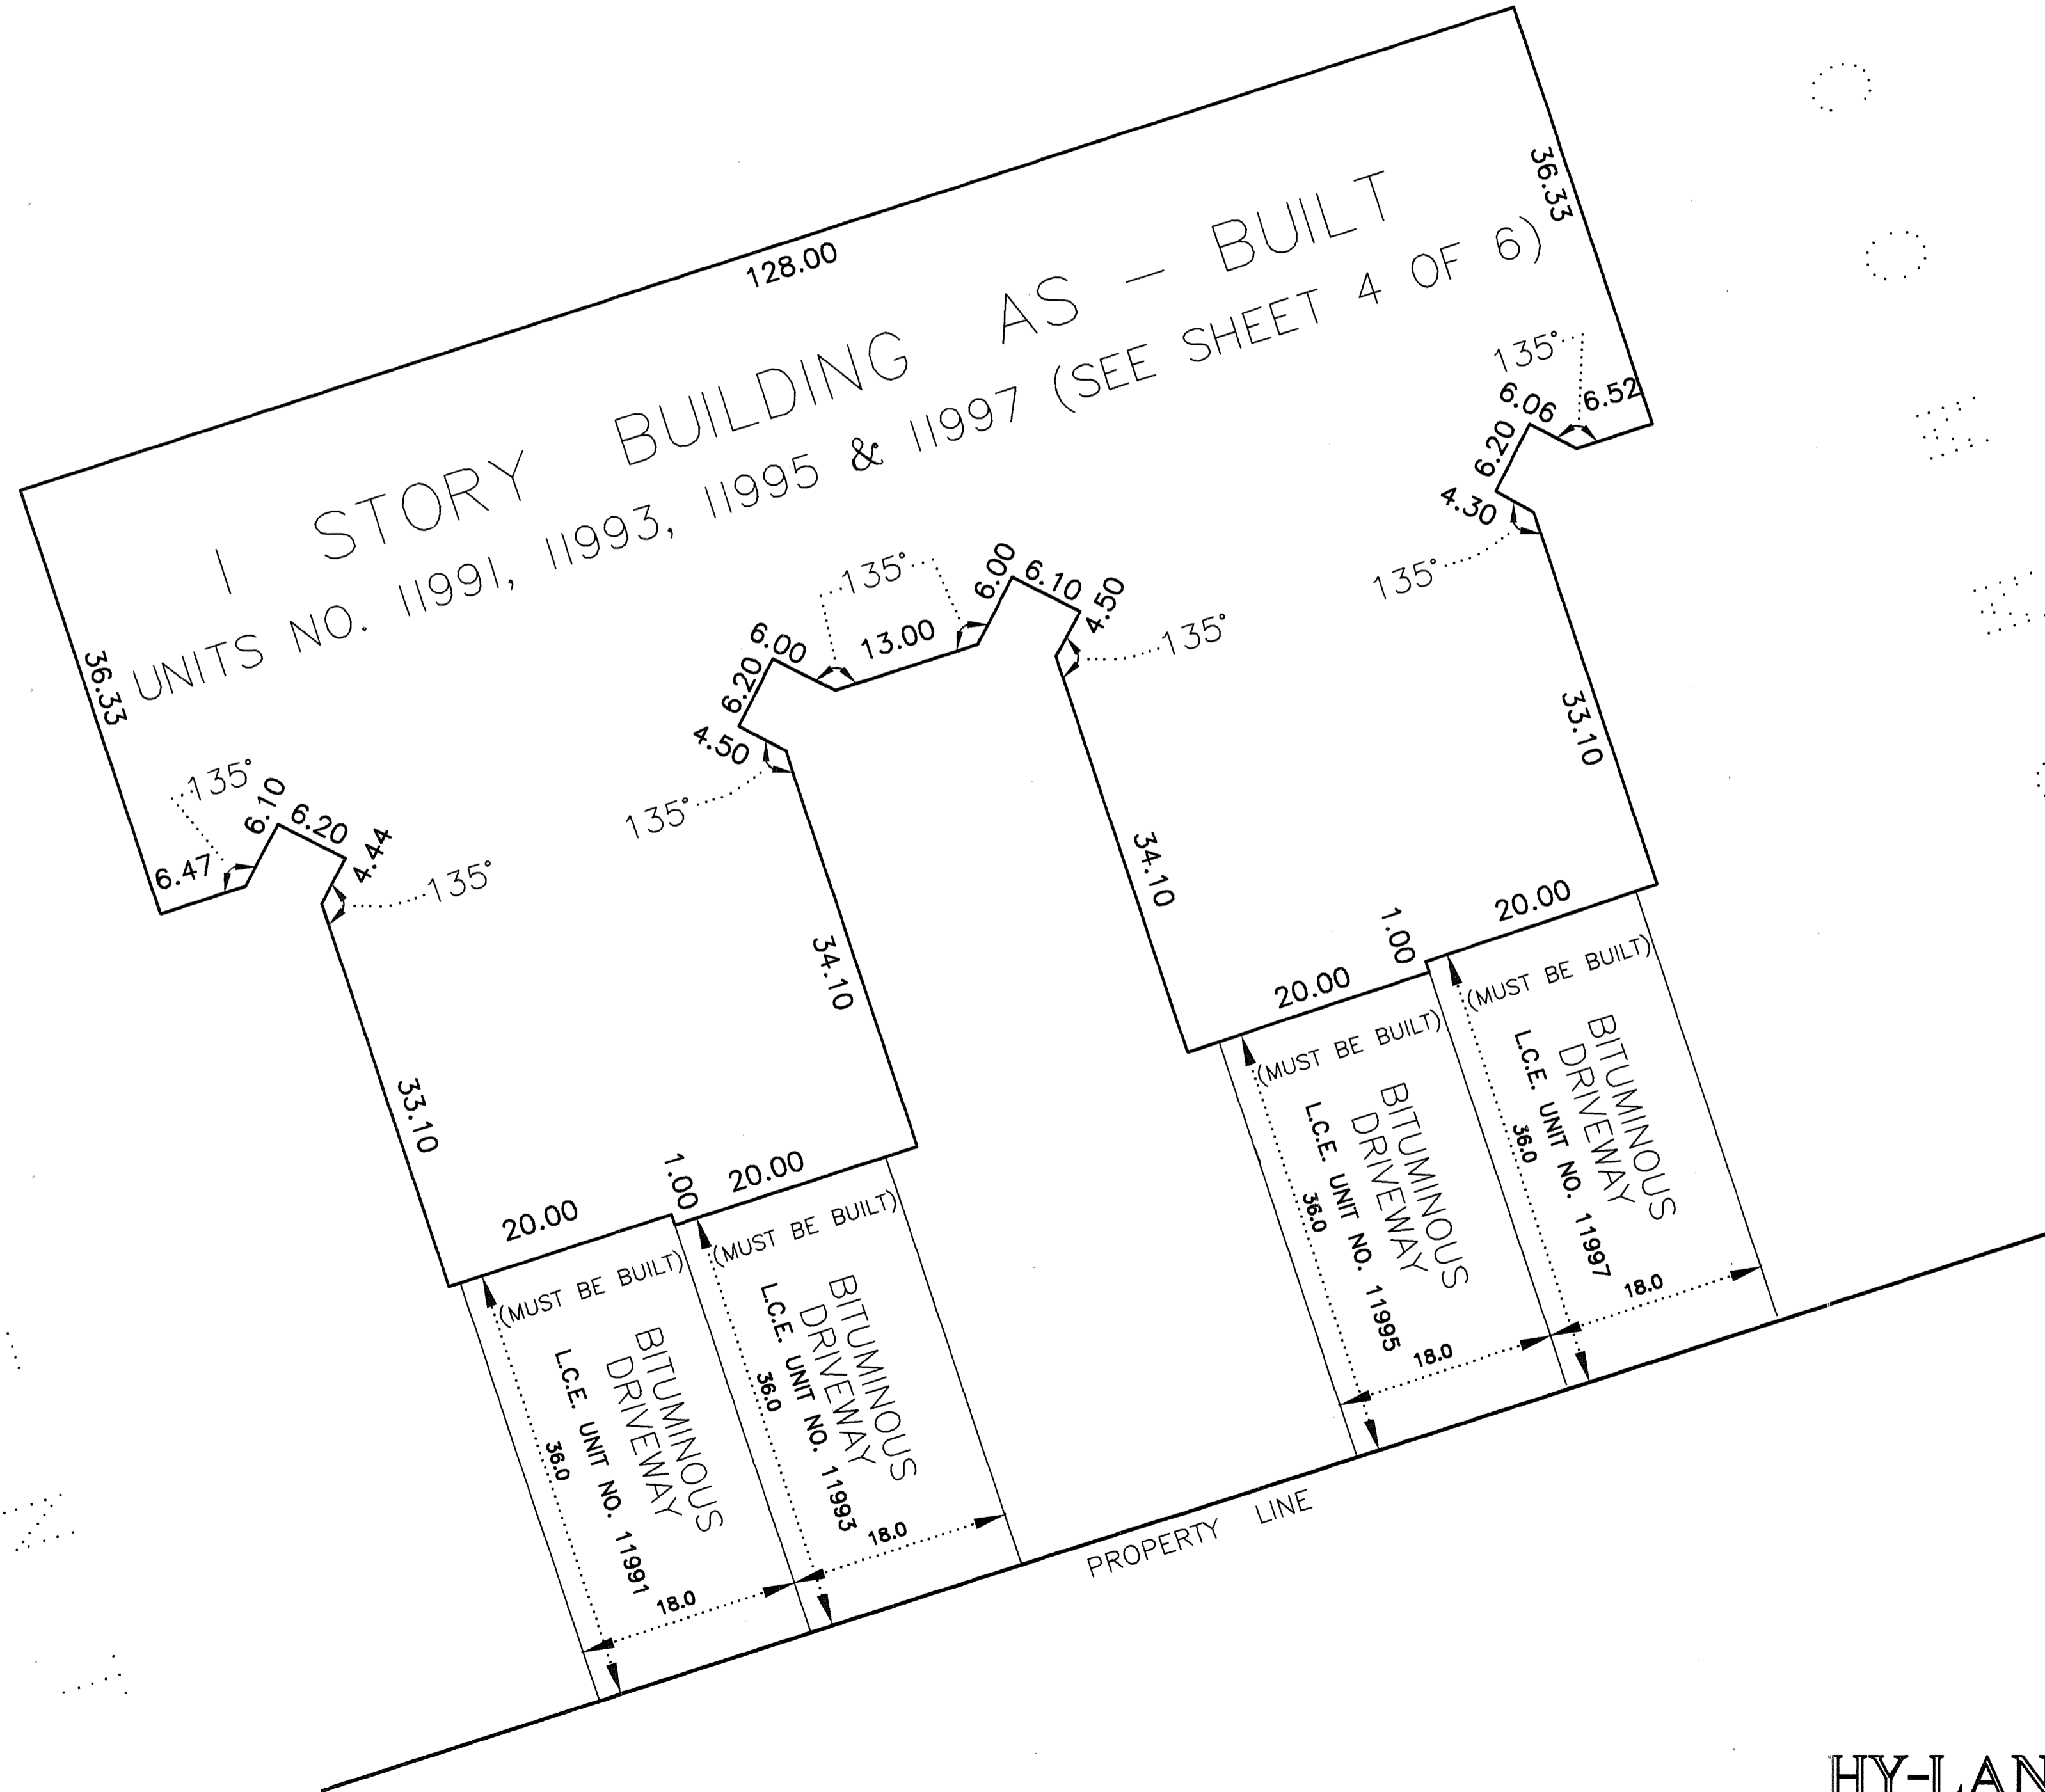 128.00
36.33
1 STORY BUILDING AS - BUILT
UNITS NO. 11991, 11993, 11995 & 11997 (SEE SHEET 4 OF 6)
135°
6.06
6.52
6.20
4.30
135°
36.33
135°
6.00
6.10
4.50
13.00
135°
6.00
6.20
4.50
135°
33.10
135°
6.10
6.20
4.44
6.47
135°
34.10
34.10
20.00
1.00
20.00
33.10
20.00
1.00
20.00
(MUST BE BUILT)
BITUMINOUS
DRIVEWAY
L.C.E. UNIT NO. 11997
36.0
18.0
(MUST BE BUILT)
BITUMINOUS
DRIVEWAY
L.C.E. UNIT NO. 11995
36.0
18.0
(MUST BE BUILT)
BITUMINOUS
DRIVEWAY
L.C.E. UNIT NO. 11993
36.0
18.0
(MUST BE BUILT)
BITUMINOUS
DRIVEWAY
L.C.E. UNIT NO. 11991
36.0
18.0
PROPERTY LINE
HY-LAN